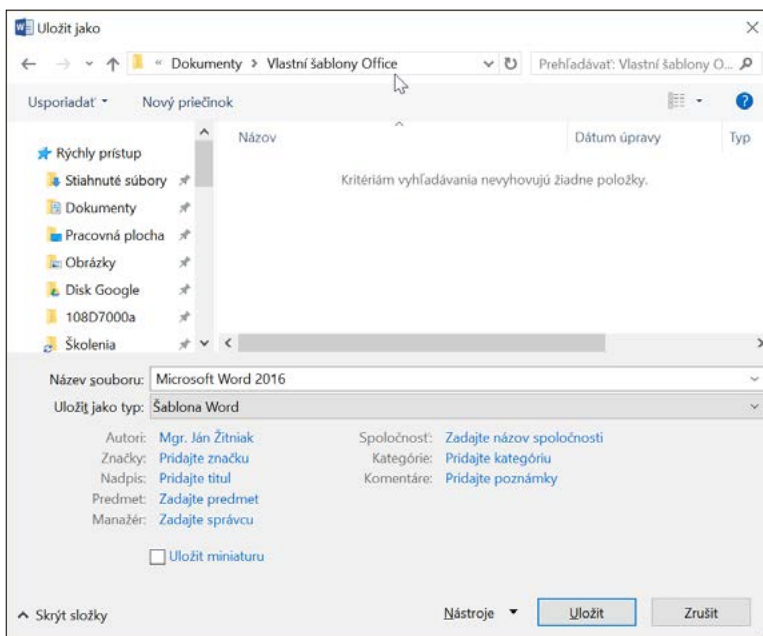 Uložit jako
« Dokumenty > Vlastní šablony Office
Prehľadávať: Vlastní šablony O...
Usporiadať Nový priečinok
Názov Dátum úpravy Typ
Kritériám vyhľadávania nevyhovujú žiadne položky.
Rýchly prístup
Stiahnuté súbory
Dokumenty
Pracovná plocha
Obrázky
Disk Google
108D7000a
Školenia
Název souboru: Microsoft Word 2016
Uložit jako typ: Šablona Word
Autori: Mgr. Ján Žitniak
Značky: Pridajte značku
Nadpis: Pridajte titul
Predmet: Zadajte predmet
Manažér: Zadajte správcu
Spoločnosť: Zadajte názov spoločnosti
Kategórie: Pridajte kategóriu
Komentáre: Pridajte poznámky
Uložit miniaturu
Skrýt složky
Nástroje Uložit Zrušit